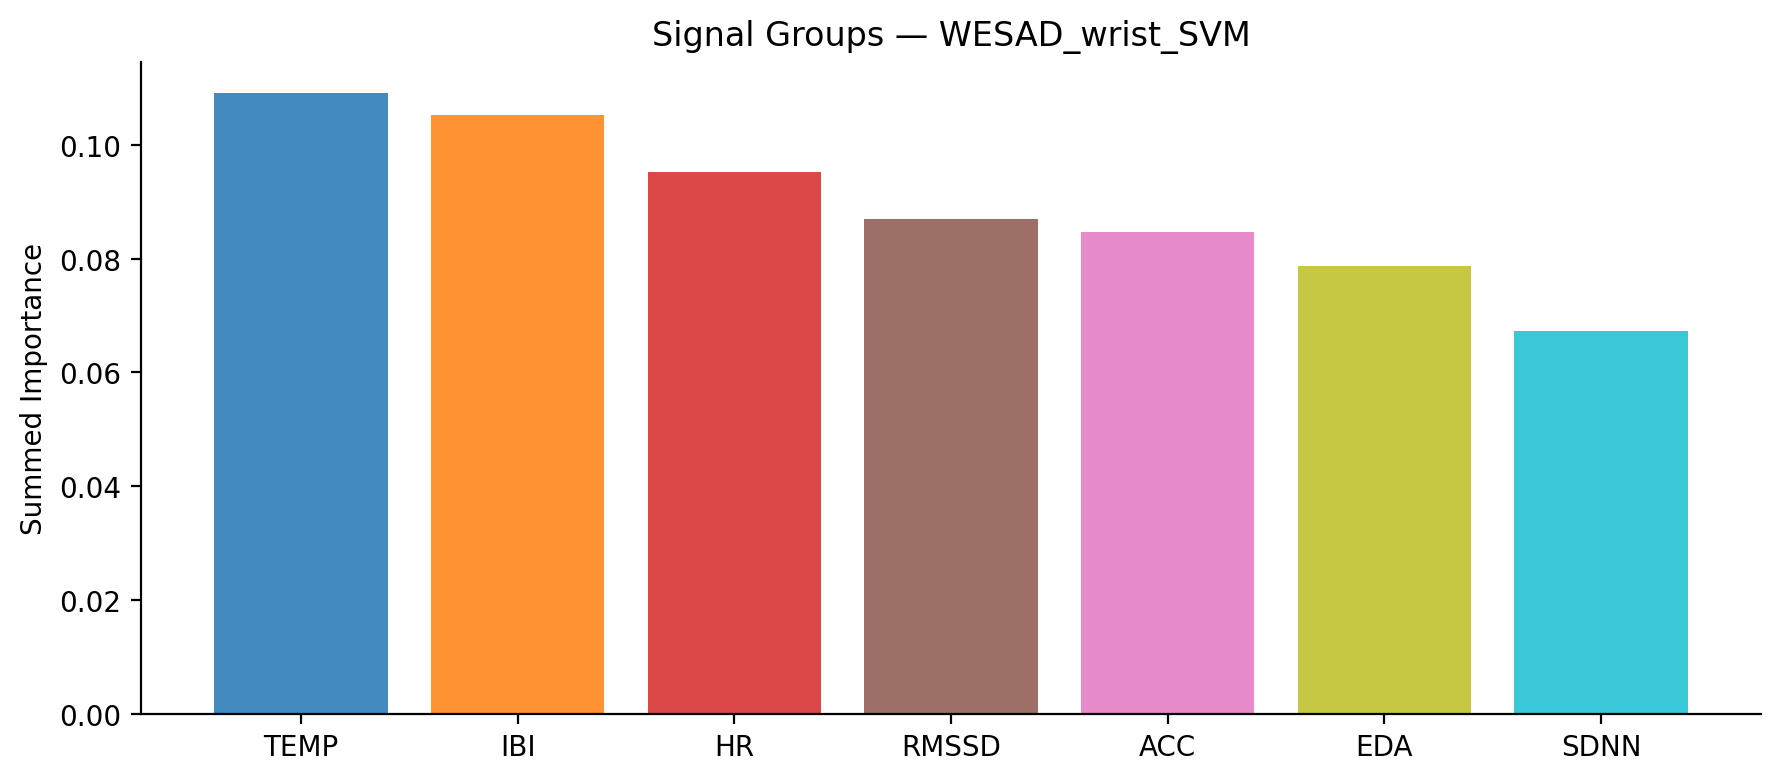 Signal Groups — WESAD_wrist_SVM
Summed Importance
0.10
0.08
0.06
0.04
0.02
0.00
TEMP IBI HR RMSSD ACC EDA SDNN